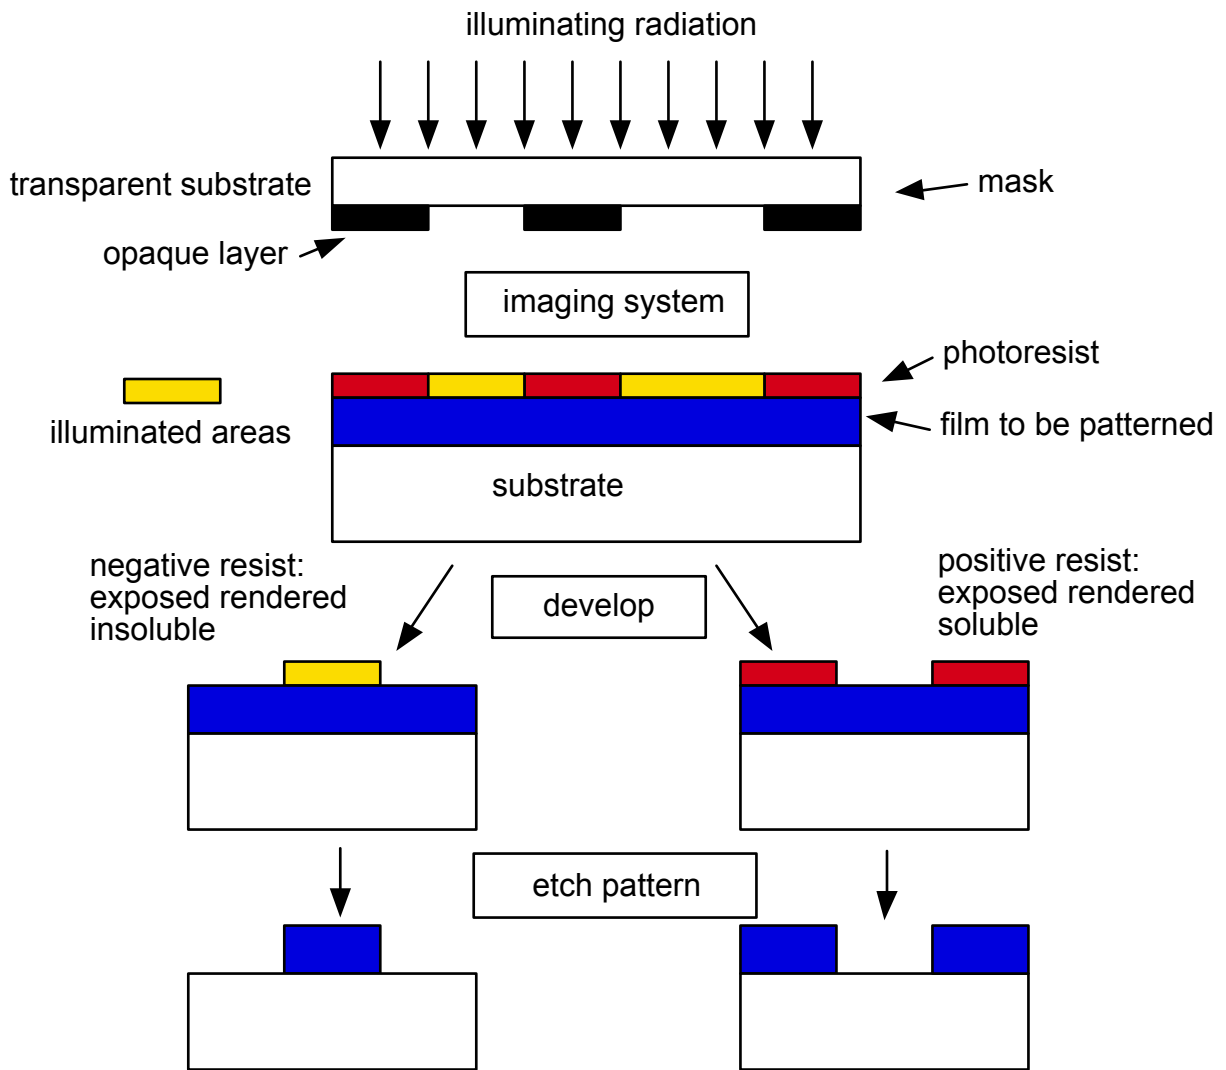 illuminating radiation
transparent substrate
mask
opaque layer
imaging system
photoresist
illuminated areas
film to be patterned
substrate
negative resist:
exposed rendered
insoluble
develop
positive resist:
exposed rendered
soluble
etch pattern